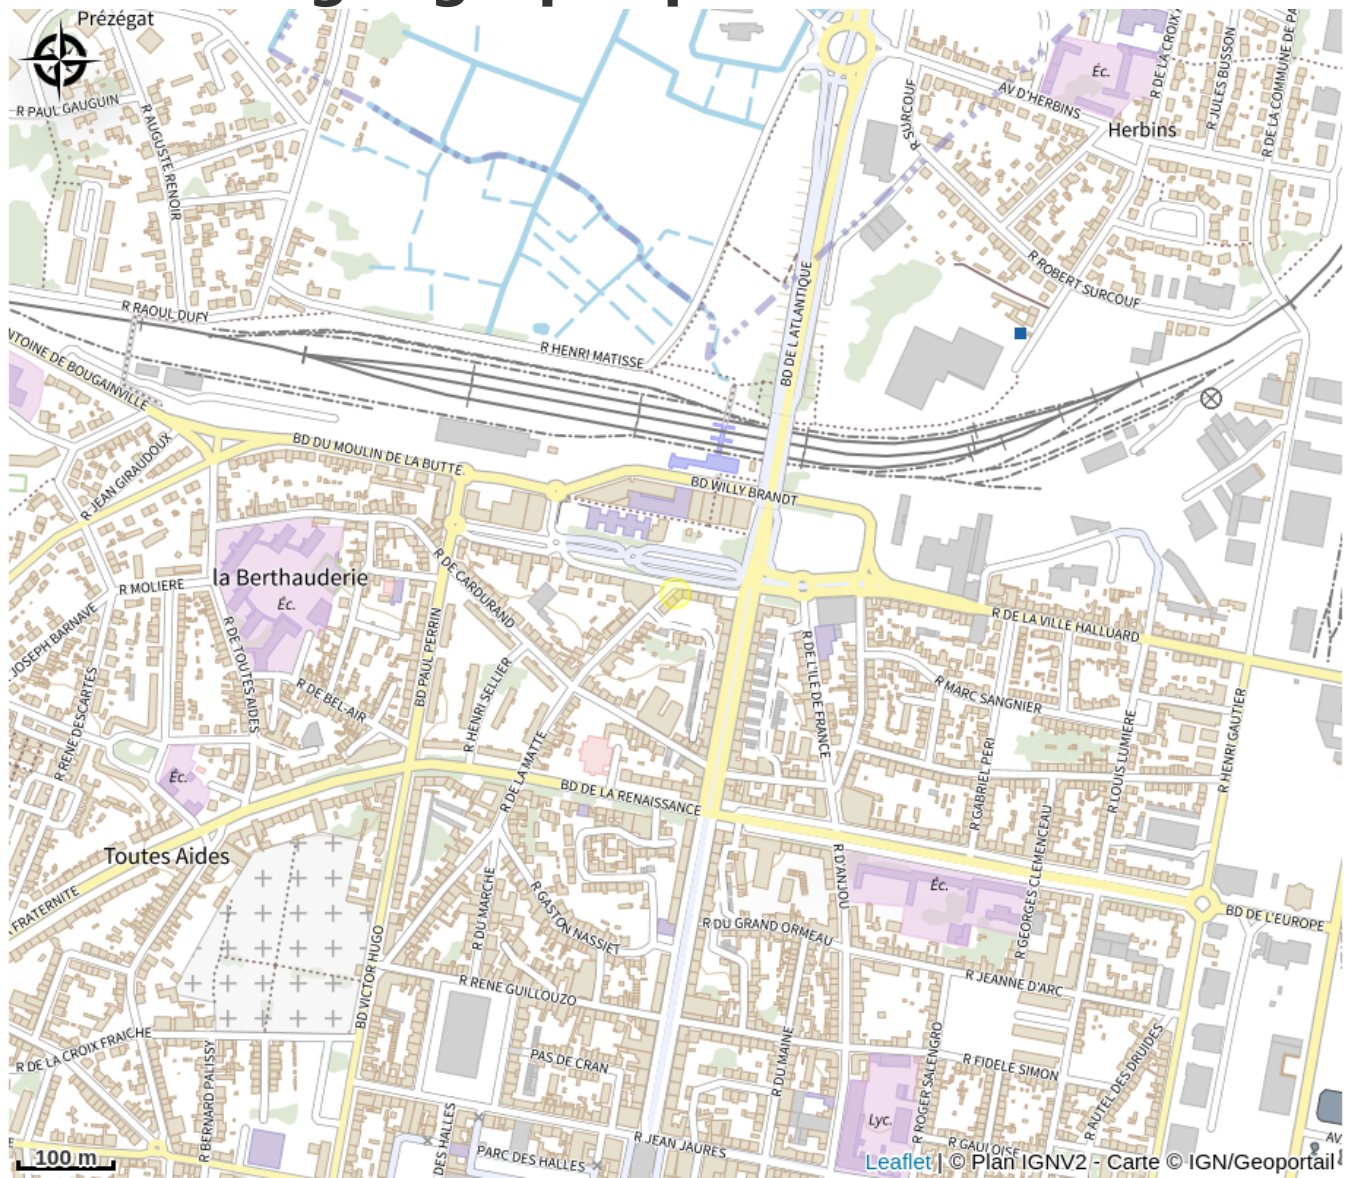 Prézégat
R PAUL GAUGUIN
R AUGUSTE RENOIR
R SURCOUF
AV D'HERBINS
Éc.
R DE LA CROIX
R JULES BUSSON
R DE LA COMMUNE DE PA
Herbins
R ROBERT SURCOUF
BD DE L ATLANTIQUE
R RAOUL DUFY
R HENRI MATISSE
NTOINE DE BOUGAINVILLE
R JEAN GIRAUDOUX
BD DU MOULIN DE LA BUTTE
BD WILLY BRANDT
R MOLIERE
la Berthauderie
Éc.
R DE CARDURAND
JOSEPH BARNAVE
R DE TOUTES AIDES
BD PAUL PERRIN
R DE LA VILLE HALLUARD
R DE L'ILE DE FRANCE
R MARC SANGNIER
R RENE DESCARTES
R DE BEL-AIR
R HENRI SELLIER
R DE LA MATTE
R GABRIEL PERI
R LOUIS LUMIERE
R HENRI GAUTIER
Éc.
BD DE LA RENAISSANCE
Toutes Aides
FRATERNITE
R D'ANJOU
R GEORGES CLEMENCEAU
Éc.
R DU MARCHE
R GASTON NASSIET
R DU GRAND ORMEAU
BD DE L'EUROPE
BD VICTOR HUGO
R RENE GUILLOUZO
R JEANNE D'ARC
R DE LA CROIX FRAICHE
R BERNARD PALISSY
PAS DE CRAN
R DU MAINE
R ROGER SALENGRO
R FIDELE SIMON
R AUTEL DES DRUIDES
Lyc.
DES HALLES
PARC DES HALLES
R JEAN JAURES
R GAULOISE
AV
E
100 m
Leaflet | © Plan IGNV2 - Carte © IGN/Geoportail